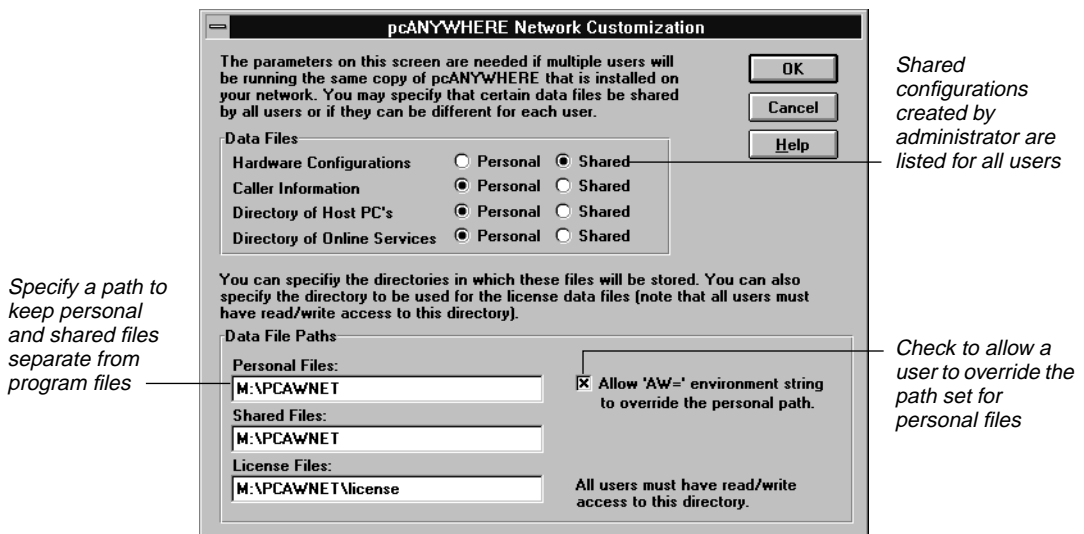 pcANYWHERE Network Customization
The parameters on this screen are needed if multiple users will
be running the same copy of pcANYWHERE that is installed on
your network. You may specify that certain data files be shared
by all users or if they can be different for each user.
OK
Cancel
Help
Data Files
Hardware Configurations Personal Shared
Caller Information Personal Shared
Directory of Host PC's Personal Shared
Directory of Online Services Personal Shared
Shared
configurations
created by
administrator are
listed for all users
You can specifiy the directories in which these files will be stored. You can also
specify the directory to be used for the license data files (note that all users must
have read/write access to this directory).
Specify a path to
keep personal
and shared files
separate from
program files
Data File Paths
Personal Files:
M:\PCAWNET
Allow 'AW=' environment string
to override the personal path.
Shared Files:
M:\PCAWNET
License Files:
M:\PCAWNET\license
All users must have read/write
access to this directory.
Check to allow a
user to override the
path set for
personal files